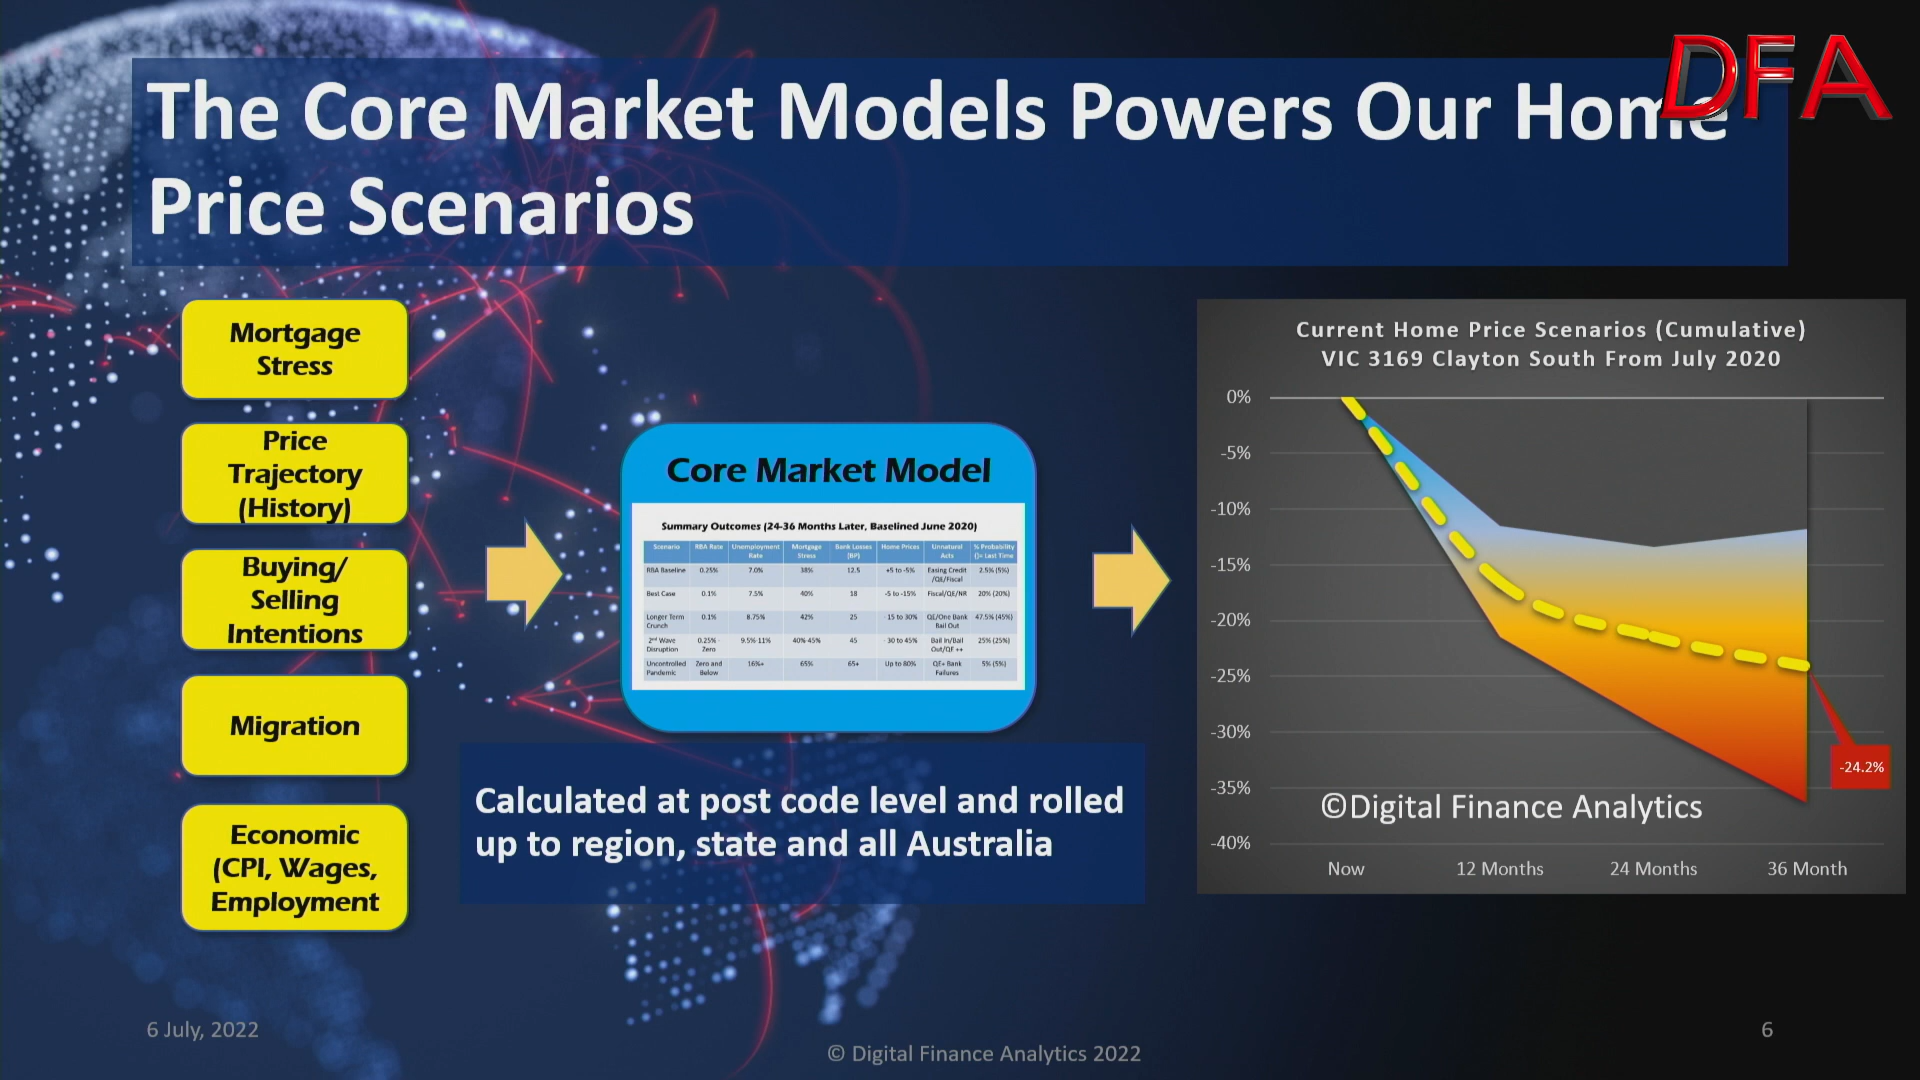 The Core Market Models Powers Our Home
Price Scenarios
DFA
Mortgage
Stress
Price
Trajectory
(History)
Buying/
Selling
Intentions
Migration
Economic
(CPI, Wages,
Employment
Core Market Model
Summary Outcomes (24-36 Months Later, Baselined June 2020)
Scenario RBA Rate Unemployment Rate Mortgage Stress Bank Losses (BP) Home Prices Unnatural Acts % Probability ()= Last Time
RBA Baseline 0.25% 7.0% 38% 12.5 +5 to -5% Easing Credit /QE/Fiscal 2.5% (5%)
Best Case 0.1% 7.5% 40% 18 -5 to -15% Fiscal/QE/NR 20% (20%)
Longer Term Crunch 0.1% 8.75% 42% 25 - 15 to 30% QE/One Bank Bail Out 47.5% (45%)
2nd Wave Disruption 0.25% - Zero 9.5%-11% 40%-45% 45 - 30 to 45% Bail In/Bail Out/QE ++ 25% (25%)
Uncontrolled Pandemic Zero and Below 16%+ 65% 65+ Up to 80% QE+ Bank Failures 5% (5%)
Calculated at post code level and rolled
up to region, state and all Australia
Current Home Price Scenarios (Cumulative)
VIC 3169 Clayton South From July 2020
0%
-5%
-10%
-15%
-20%
-25%
-30%
-35%
-40%
-24.2%
©Digital Finance Analytics
Now 12 Months 24 Months 36 Month
6 July, 2022
© Digital Finance Analytics 2022
6